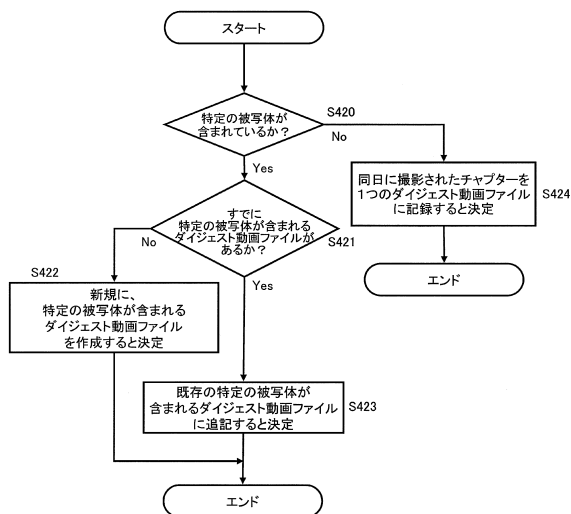 スタート
特定の被写体が
含まれているか？
S420
No
Yes
同日に撮影されたチャプターを
1つのダイジェスト動画ファイル
に記録すると決定
S424
エンド
すでに
特定の被写体が含まれる
ダイジェスト動画ファイルが
あるか？
S421
No
Yes
S422
新規に、
特定の被写体が含まれる
ダイジェスト動画ファイル
を作成すると決定
既存の特定の被写体が
含まれるダイジェスト動画ファイル
に追記すると決定
S423
エンド